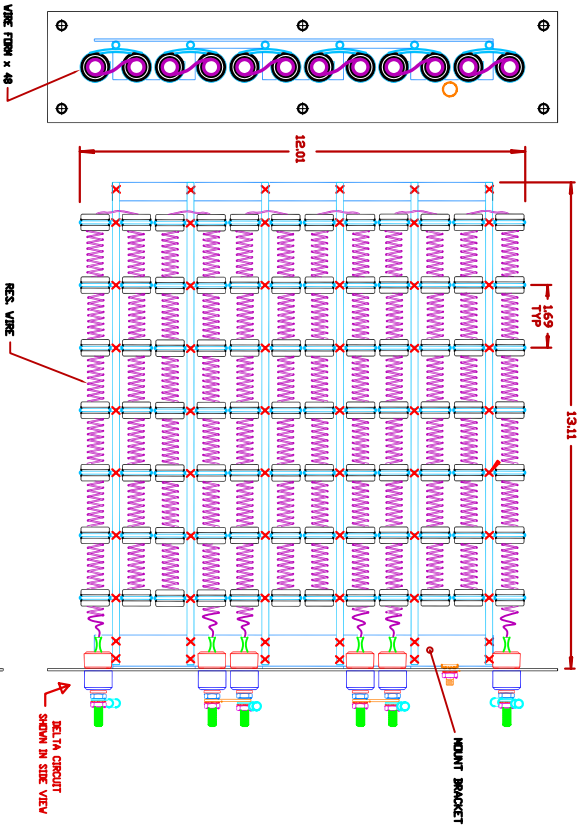 WIRE FORM x 48
12.01
13.11
1.69
TYP
RES. WIRE
MOUNT BRACKET
DELTA CIRCUIT
SHOWN IN SIDE VIEW